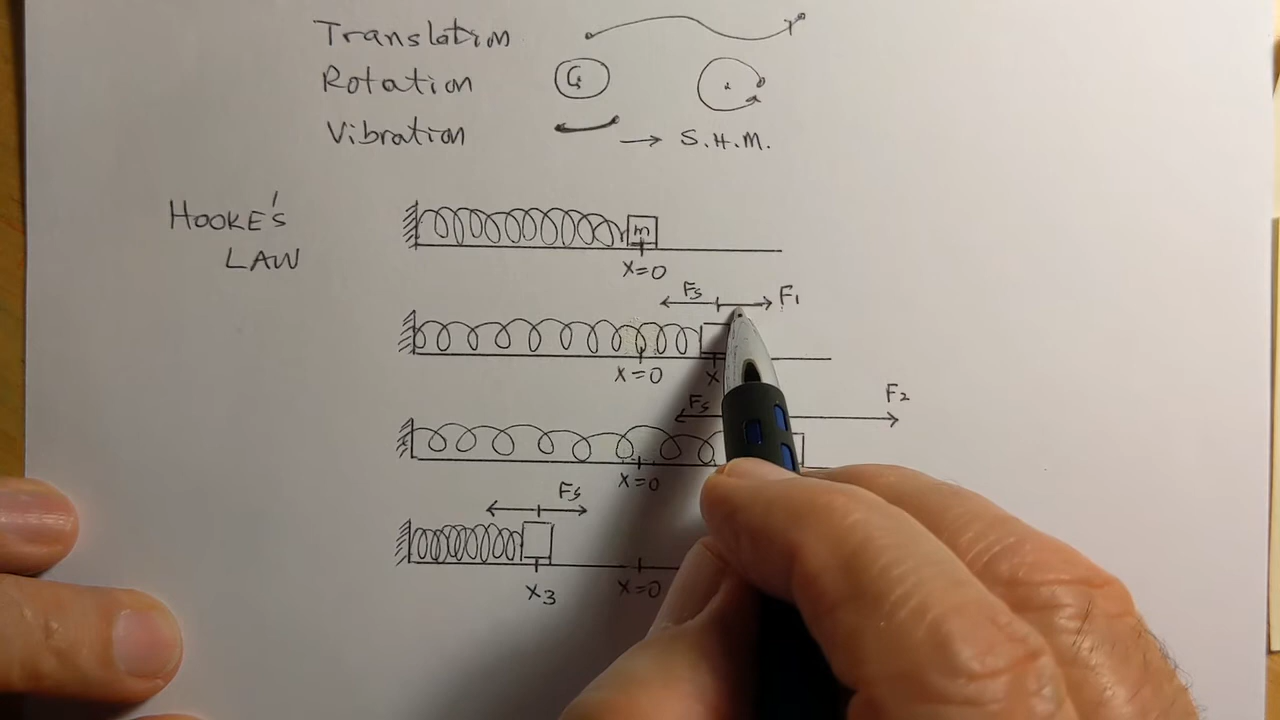 Translation
Rotation
Vibration → S.H.M.
HOOKE'S
LAW
m
x=0
Fs F1
x=0 x
Fs F2
x=0
Fs
x3 x=0